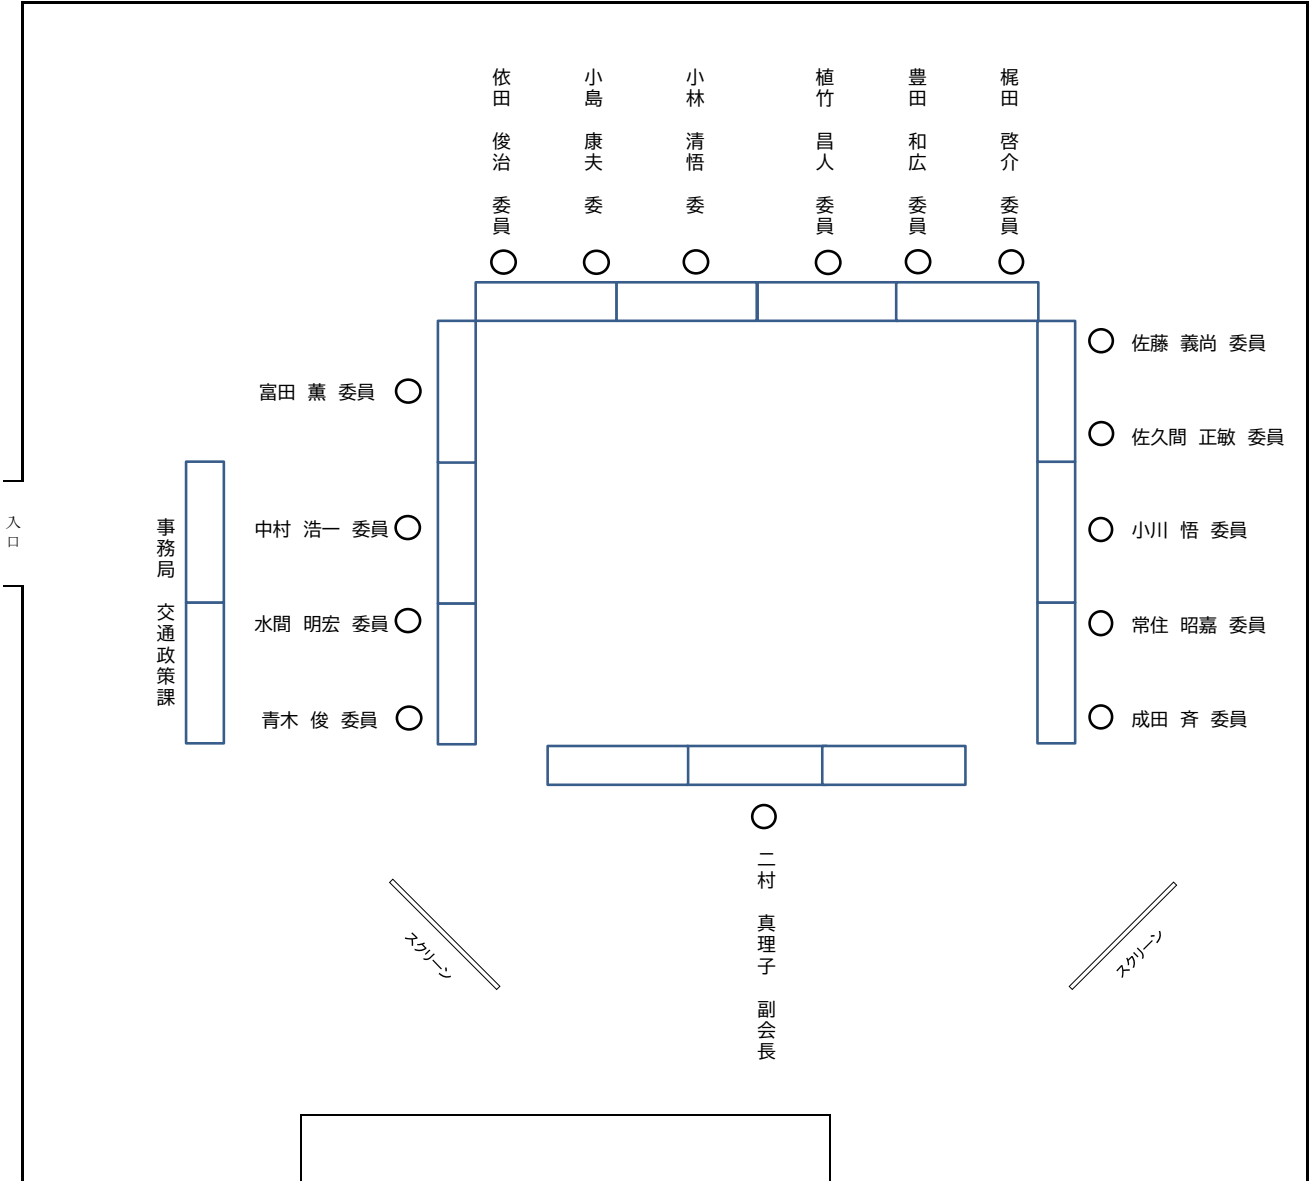 依田 俊治 委員
小島 康夫 委
小林 清悟 委
植竹 昌人 委員
豊田 和広 委員
梶田 啓介 委員
佐藤 義尚 委員
富田 薫 委員
佐久間 正敏 委員
入口
事務局 交通政策課
中村 浩一 委員
小川 悟 委員
水間 明宏 委員
常住 昭嘉 委員
青木 俊 委員
成田 斉 委員
二村 真理子 副会長
スクリーン
スクリーン